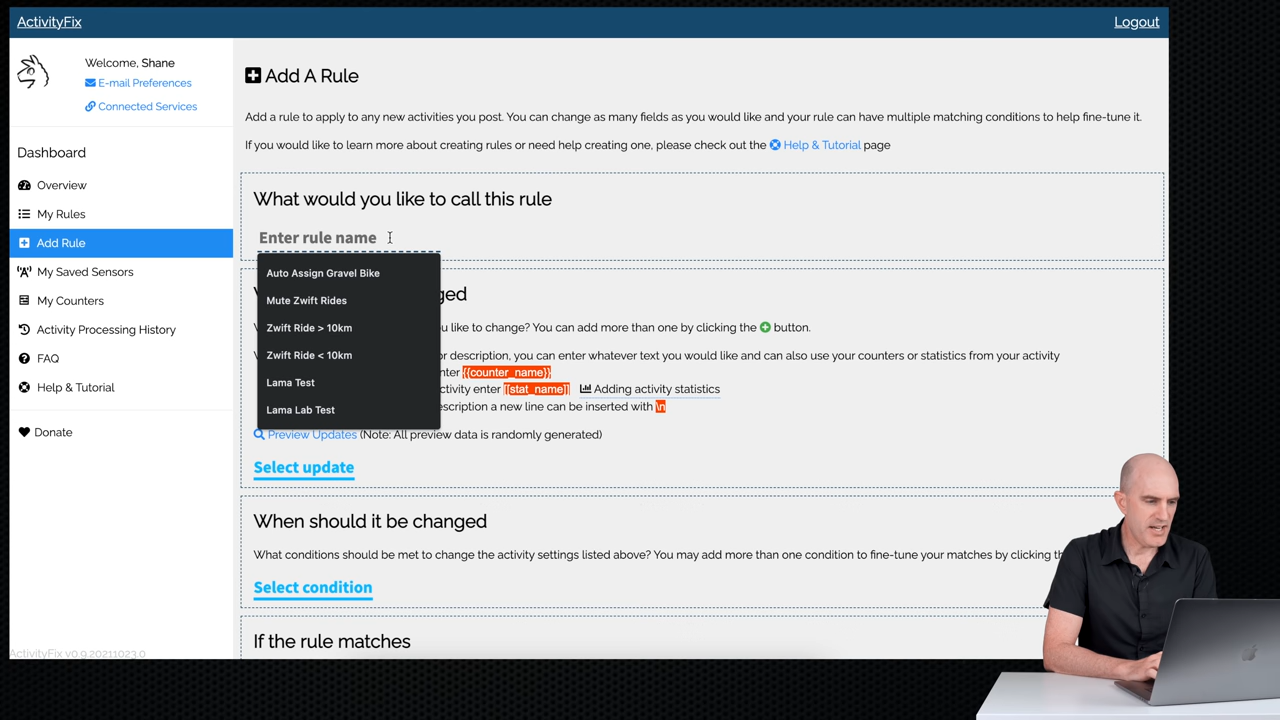 ActivityFix
Logout
Welcome, Shane
E-mail Preferences
Connected Services
Dashboard
Overview
My Rules
Add Rule
My Saved Sensors
My Counters
Activity Processing History
FAQ
Help & Tutorial
Donate
ActivityFix v0.9.20211023.0
Add A Rule
Add a rule to apply to any new activities you post. You can change as many fields as you would like and your rule can have multiple matching conditions to help fine-tune it.
If you would like to learn more about creating rules or need help creating one, please check out the Help & Tutorial page
What would you like to call this rule
Enter rule name
Auto Assign Gravel Bike
Mute Zwift Rides
Zwift Ride > 10km
Zwift Ride < 10km
Lama Test
Lama Lab Test
ged
you like to change? You can add more than one by clicking the button.
or description, you can enter whatever text you would like and can also use your counters or statistics from your activity
nter {{counter_name}}
ctivity enter [[stat_name]] Adding activity statistics
escription a new line can be inserted with \n
Preview Updates (Note: All preview data is randomly generated)
Select update
When should it be changed
What conditions should be met to change the activity settings listed above? You may add more than one condition to fine-tune your matches by clicking th
Select condition
If the rule matches